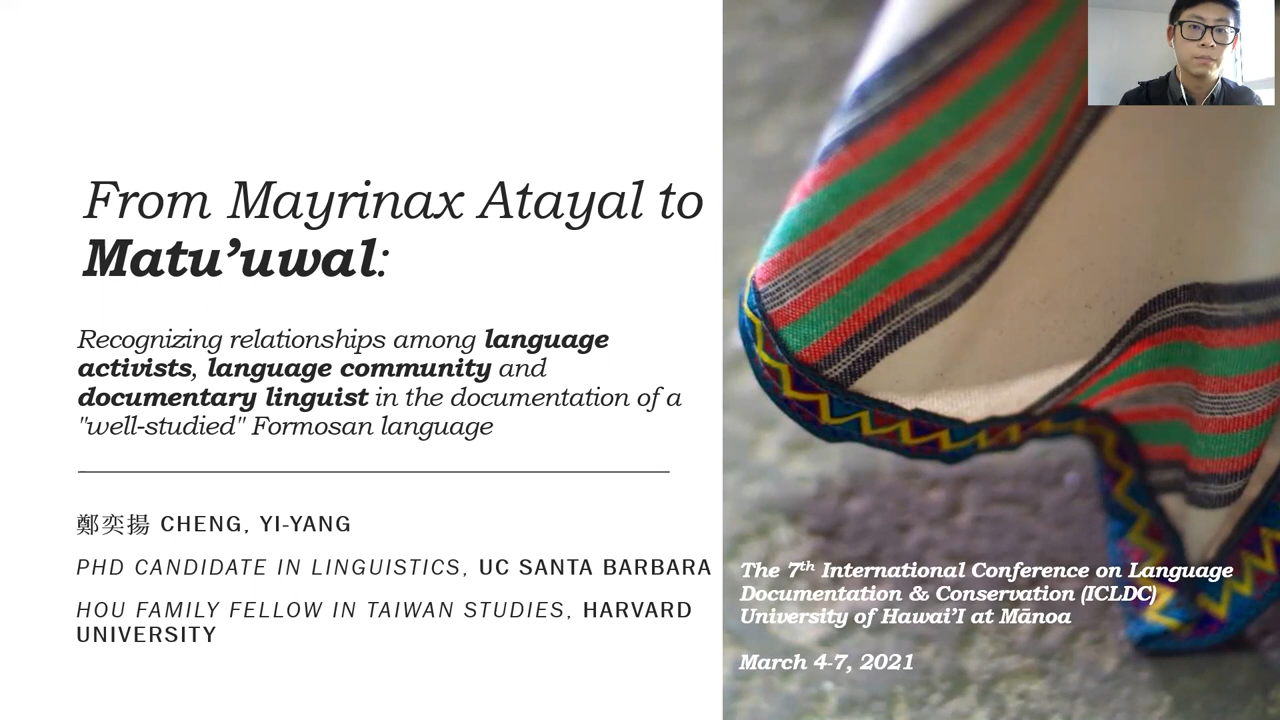 From Mayrinax Atayal to
Matu’uwal:
Recognizing relationships among language
activists, language community and
documentary linguist in the documentation of a
"well-studied" Formosan language
鄭奕揚 CHENG, YI-YANG
PHD CANDIDATE IN LINGUISTICS, UC SANTA BARBARA
HOU FAMILY FELLOW IN TAIWAN STUDIES, HARVARD
UNIVERSITY
The 7th International Conference on Language
Documentation & Conservation (ICLDC)
University of Hawai’I at Mānoa
March 4-7, 2021